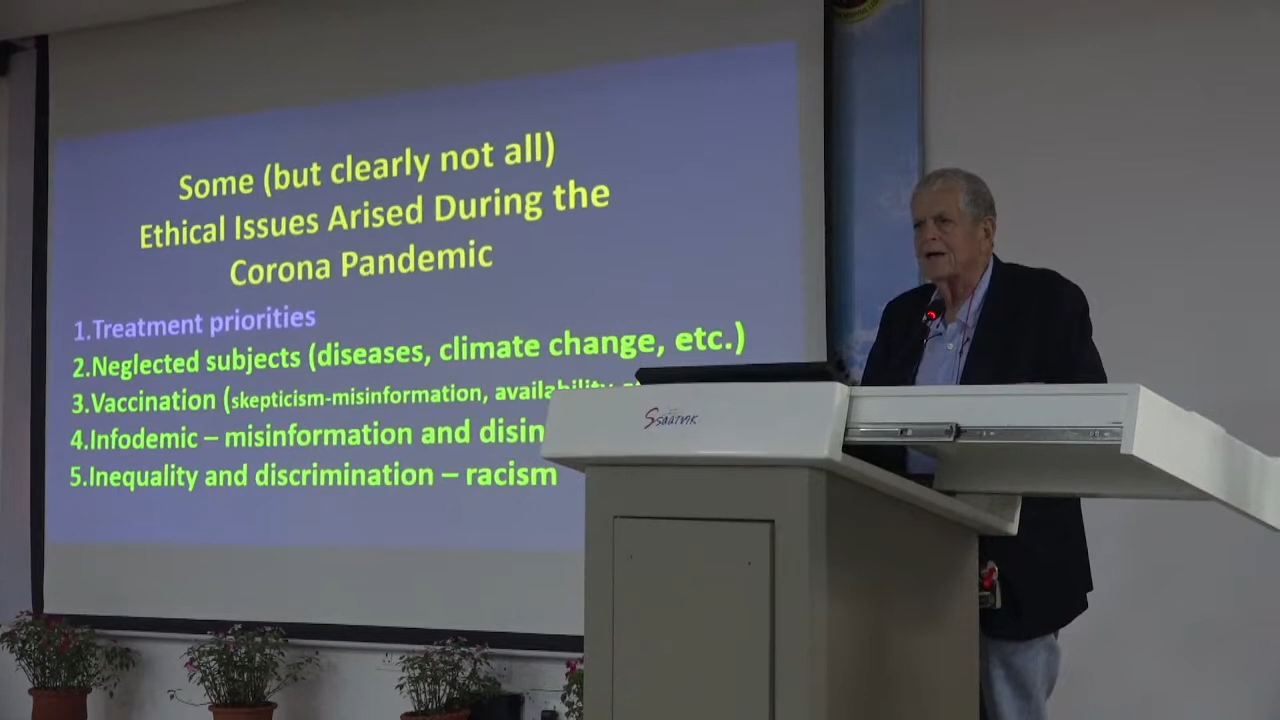 Some (but clearly not all)
Ethical Issues Arised During the
Corona Pandemic
1.Treatment priorities
2.Neglected subjects (diseases, climate change, etc.)
3.Vaccination (skepticism-misinformation,
4.Infodemic – misinformation and
5.Inequality and discrimination – racism
SSAATVIK